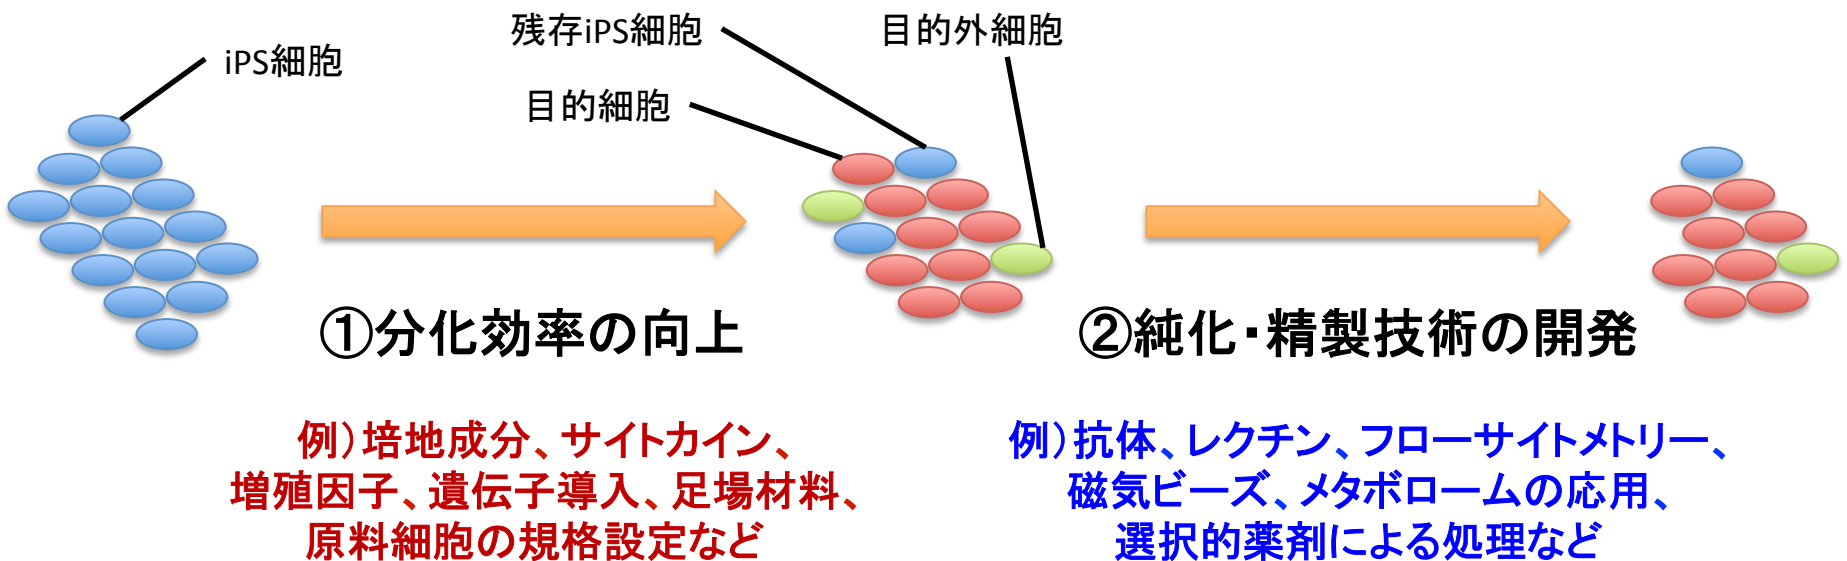 iPS細胞
残存iPS細胞
目的外細胞
目的細胞
①分化効率の向上
②純化・精製技術の開発
例）培地成分、サイトカイン、
増殖因子、遺伝子導入、足場材料、
原料細胞の規格設定など
例）抗体、レクチン、フローサイトメトリー、
磁気ビーズ、メタボロームの応用、
選択的薬剤による処理など